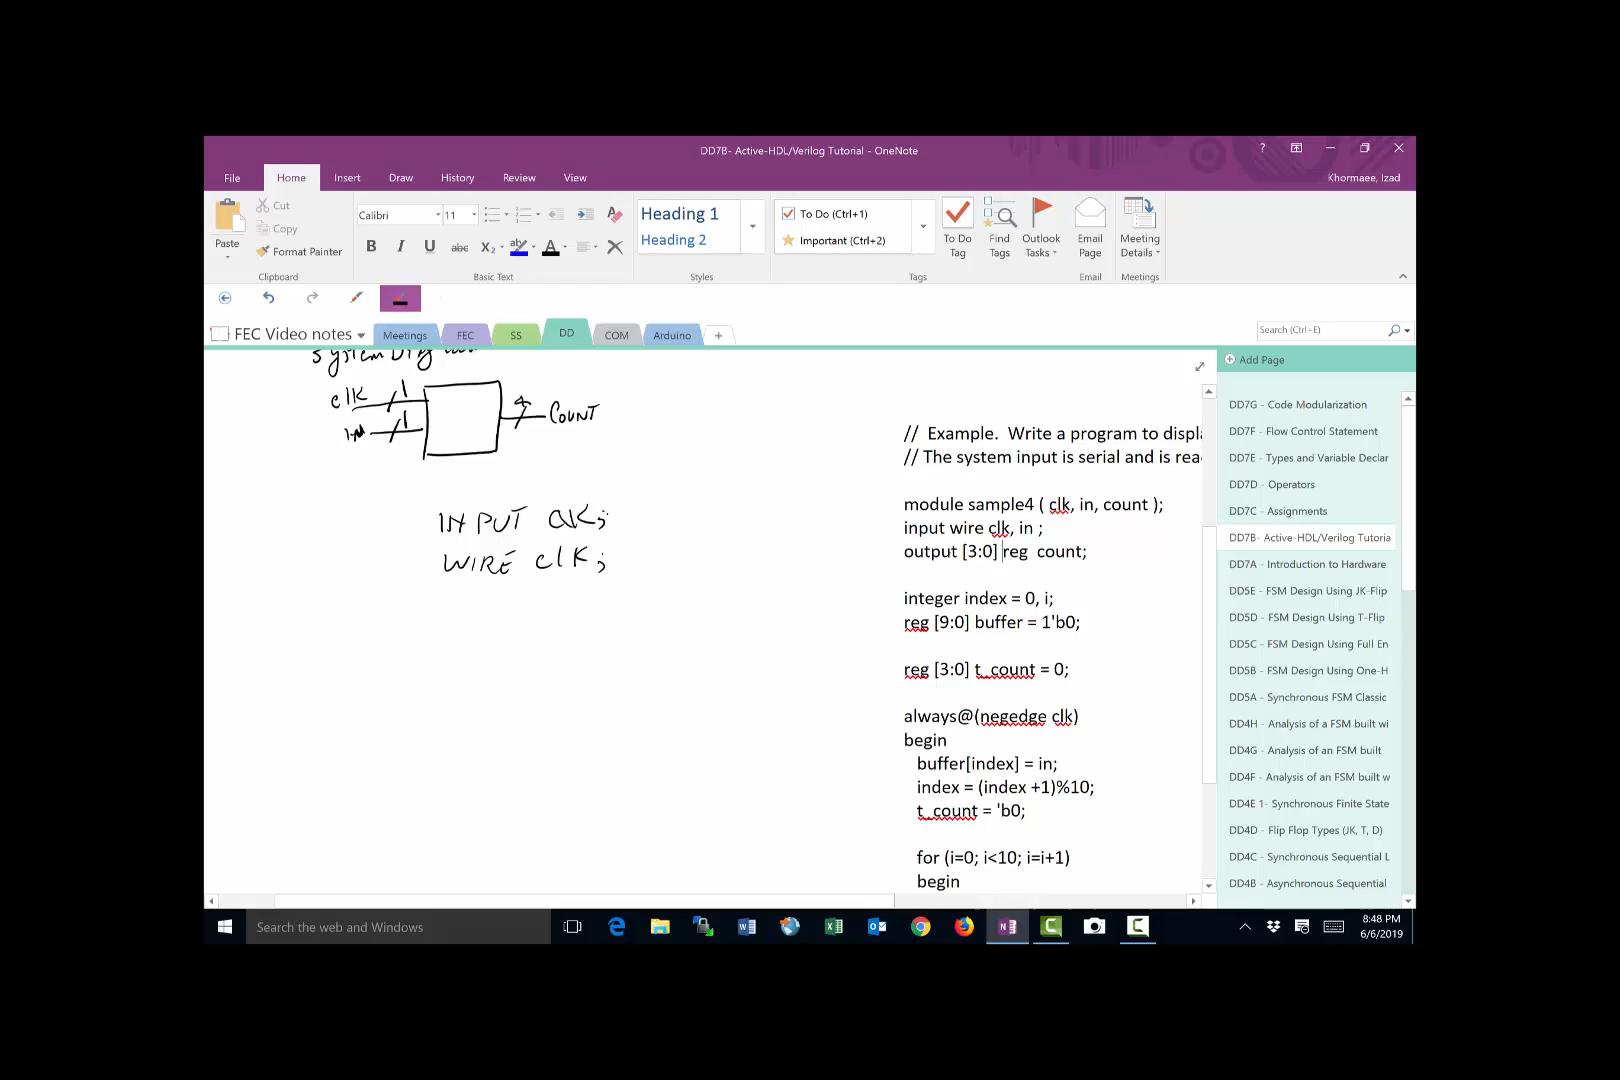 DD7B- Active-HDL/Verilog Tutorial - OneNote
?
File Home Insert Draw History Review View
Khormaee, Izad
Paste
Cut
Copy
Format Painter
Clipboard
Calibri 11
B I U abc X2 A
Basic Text
Heading 1
Heading 2
Styles
To Do (Ctrl+1)
Important (Ctrl+2)
Tags
To Do Tag
Find Tags
Outlook Tasks
Email Page
Email
Meeting Details
Meetings
FEC Video notes
Meetings FEC SS DD COM Arduino +
Search (Ctrl+E)
System
clk 1
IN 1
4 COUNT
INPUT clk;
WIRE clk;
// Example. Write a program to displa
// The system input is serial and is rea
module sample4 ( clk, in, count );
input wire clk, in ;
output [3:0] reg count;
integer index = 0, i;
reg [9:0] buffer = 1'b0;
reg [3:0] t_count = 0;
always@(negedge clk)
begin
buffer[index] = in;
index = (index +1)%10;
t_count = 'b0;
for (i=0; i<10; i=i+1)
begin
Add Page
DD7G - Code Modularization
DD7F - Flow Control Statement
DD7E - Types and Variable Declar
DD7D - Operators
DD7C - Assignments
DD7B- Active-HDL/Verilog Tutoria
DD7A - Introduction to Hardware
DD5E - FSM Design Using JK-Flip
DD5D - FSM Design Using T-Flip
DD5C - FSM Design Using Full En
DD5B - FSM Design Using One-H
DD5A - Synchronous FSM Classic
DD4H - Analysis of a FSM built wi
DD4G - Analysis of an FSM built
DD4F - Analysis of an FSM built w
DD4E 1- Synchronous Finite State
DD4D - Flip Flop Types (JK, T, D)
DD4C - Synchronous Sequential L
DD4B - Asynchronous Sequential
Search the web and Windows
8:48 PM
6/6/2019